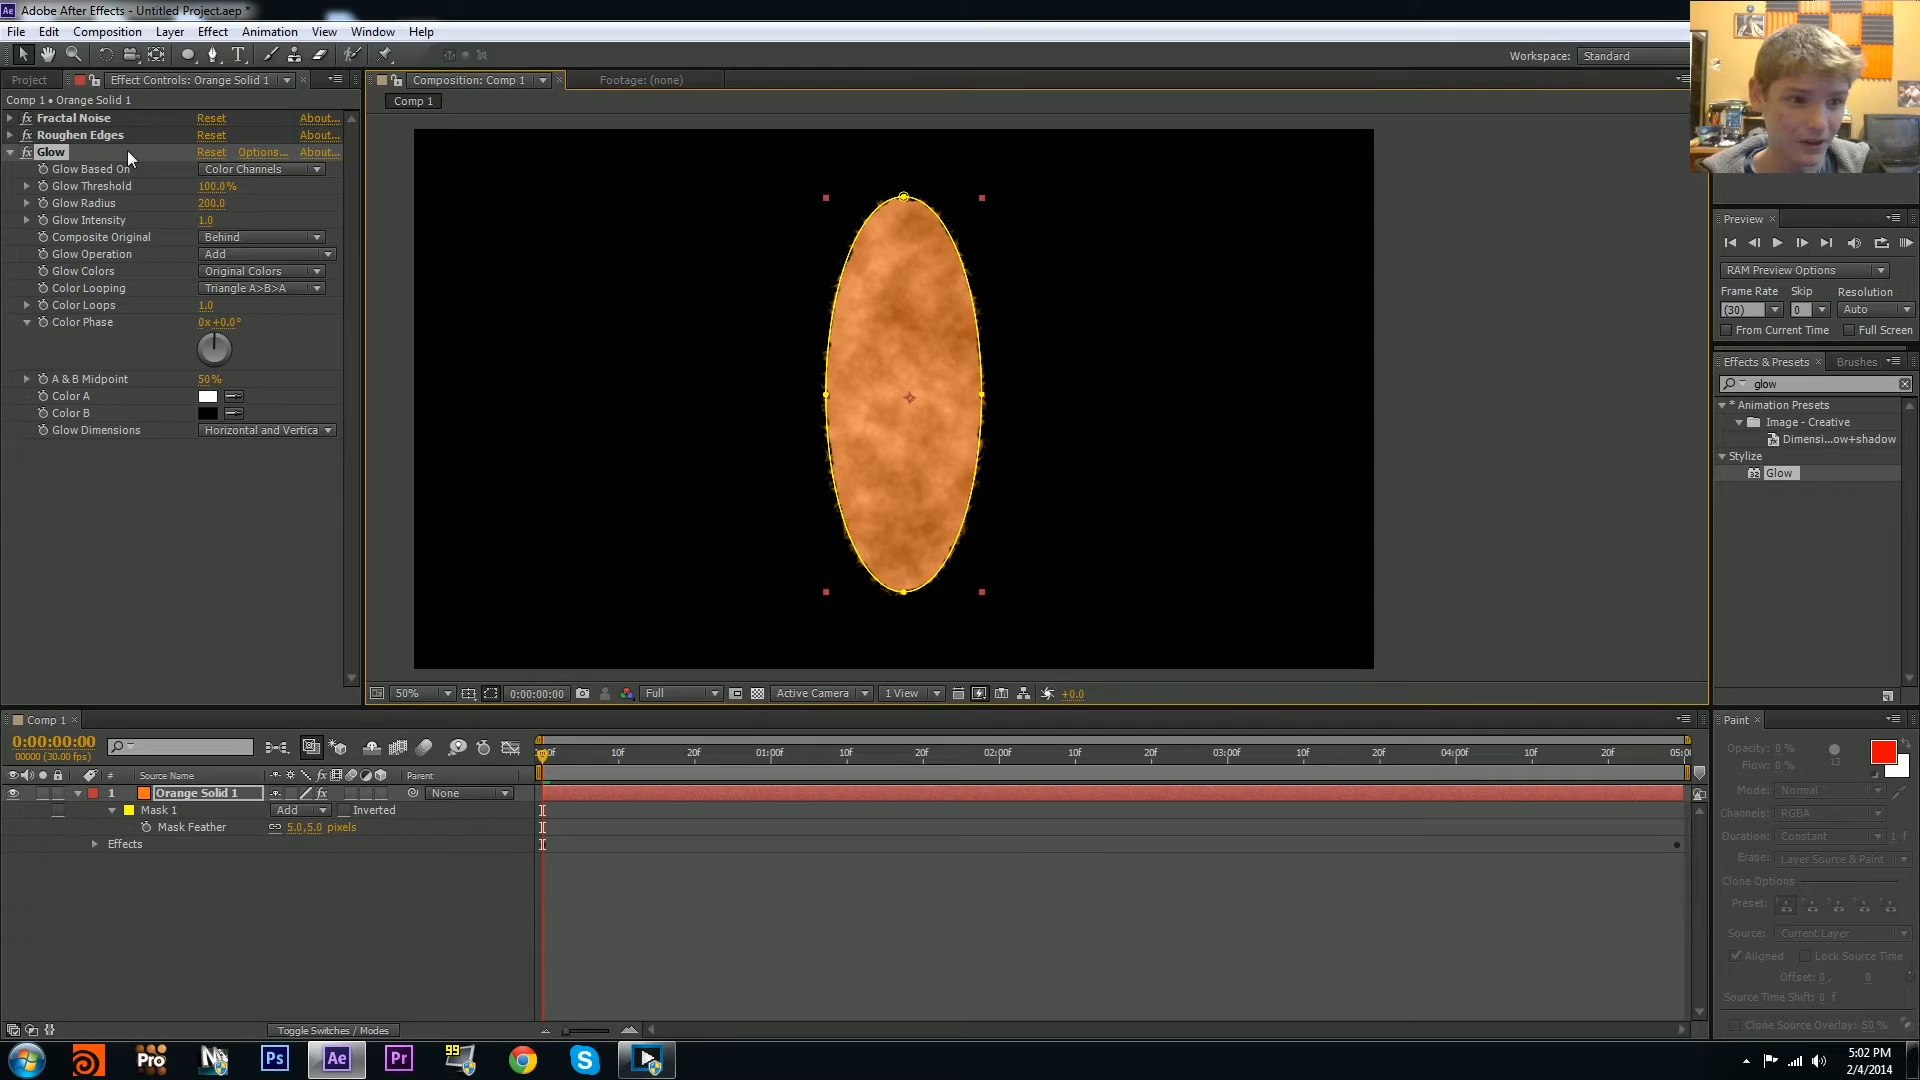 Adobe After Effects - Untitled Project.aep *
File Edit Composition Layer Effect Animation View Window Help
Workspace: Standard
Project Effect Controls: Orange Solid 1 Composition: Comp 1 Footage: (none)
Comp 1 • Orange Solid 1
Comp 1
Fractal Noise Reset About...
Roughen Edges Reset About...
Glow Reset Options... About...
Glow Based On Color Channels
Glow Threshold 100.0%
Glow Radius 200.0
Glow Intensity 1.0
Composite Original Behind
Glow Operation Add
Glow Colors Original Colors
Color Looping Triangle A>B>A
Color Loops 1.0
Color Phase 0x+0.0°
A & B Midpoint 50%
Color A
Color B
Glow Dimensions Horizontal and Vertica
50% 0:00:00:00 Full Active Camera 1 View +0.0
Preview
RAM Preview Options
Frame Rate Skip Resolution
(30) 0 Auto
From Current Time Full Screen
Effects & Presets Brushes
glow
* Animation Presets
Image - Creative
Dimensi...ow+shadow
Stylize
Glow
Comp 1
0:00:00:00
00000 (30.00 fps)
10f 20f 01:00f 10f 20f 02:00f 10f 20f 03:00f 10f 20f 04:00f 10f 20f
# Source Name Parent
1 Orange Solid 1 None
Mask 1 Add Inverted
Mask Feather 5.0,5.0 pixels
Effects
Toggle Switches / Modes
Paint
Opacity: 0 %
Flow: 0 %
13
Mode: Normal
Channels: RGBA
Duration: Constant 1 f
Erase: Layer Source & Paint
Clone Options
Preset:
Source: Current Layer
Aligned Lock Source Time
Offset: 0 , 0
Source Time Shift: 0 f
Clone Source Overlay: 50 %
Pro Ps Ae Pr 99
5:02 PM
2/4/2014